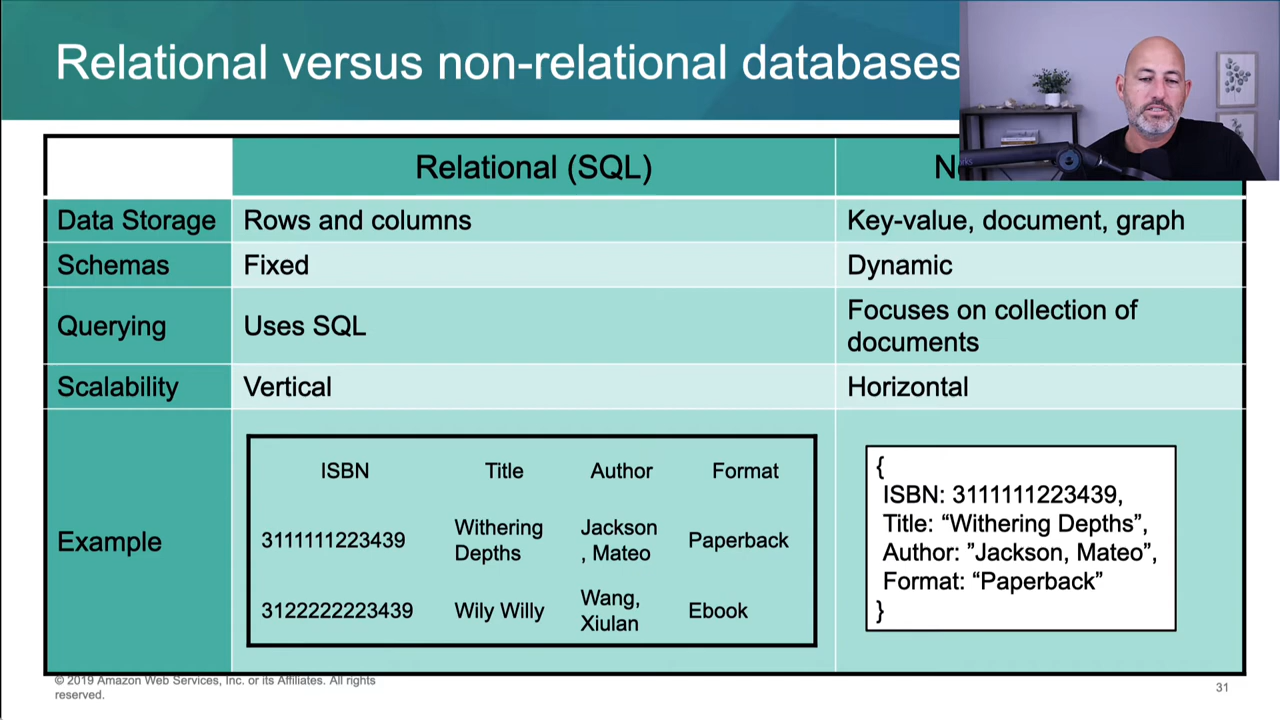 Relational versus non-relational databases
Relational (SQL)
Data Storage
Rows and columns
Key-value, document, graph
Schemas
Fixed
Dynamic
Querying
Uses SQL
Focuses on collection of
documents
Scalability
Vertical
Horizontal
Example
ISBN Title Author Format
3111111223439
Withering
Depths
Jackson
, Mateo
Paperback
3122222223439
Wily Willy
Wang,
Xiulan
Ebook
{
ISBN: 3111111223439,
Title: “Withering Depths”,
Author: ”Jackson, Mateo”,
Format: “Paperback”
}
© 2019 Amazon Web Services, Inc. or its Affiliates. All rights
reserved.
31